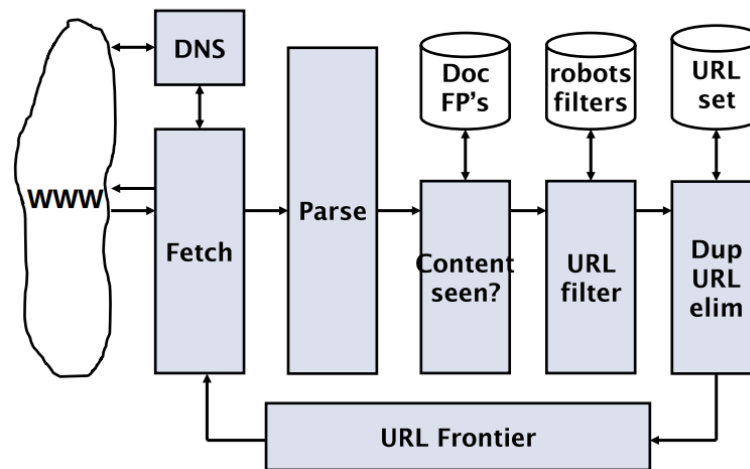 DNS
Doc
FP's
robots
filters
URL
set
WWW
Fetch
Parse
Content
seen?
URL
filter
Dup
URL
elim
URL Frontier